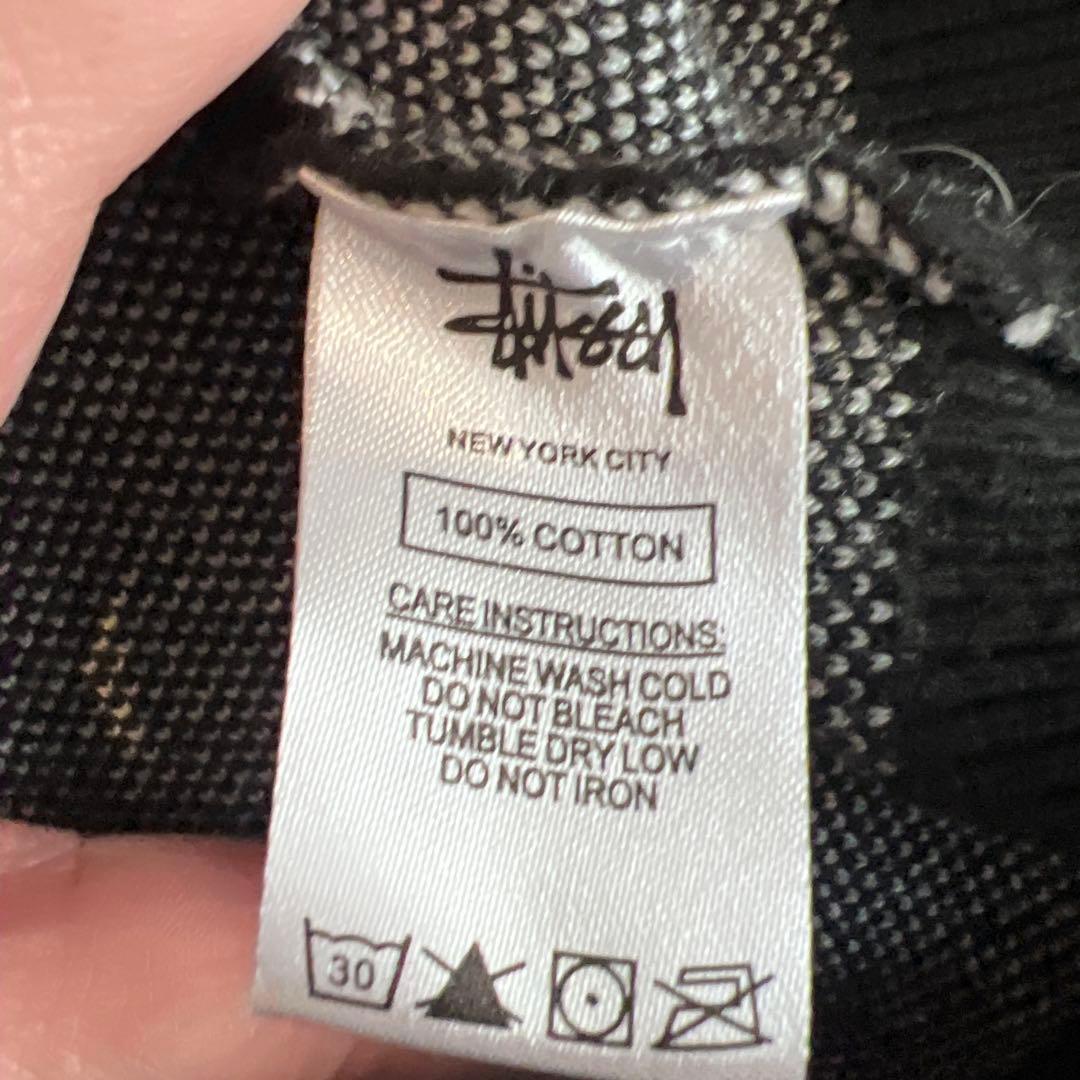 Stüssy
NEW YORK CITY
100% COTTON
CARE INSTRUCTIONS:
MACHINE WASH COLD
DO NOT BLEACH
TUMBLE DRY LOW
DO NOT IRON
30